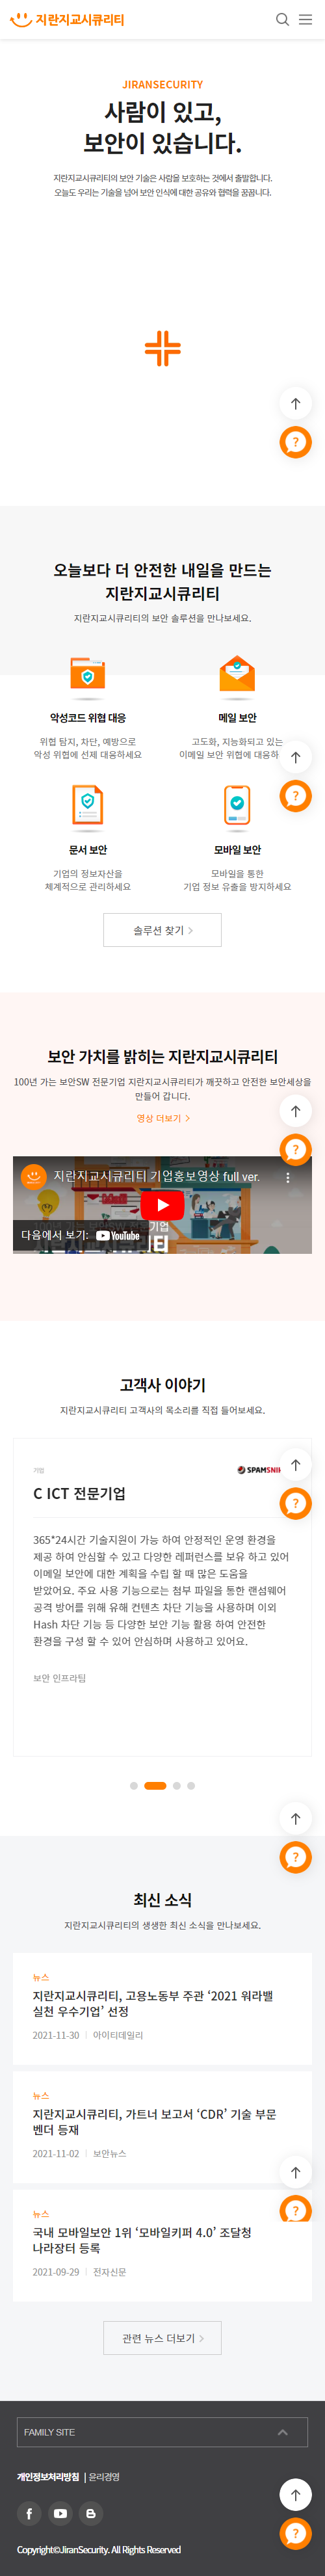 지란지교시큐리티
JIRANSECURITY
사람이 있고,
보안이 있습니다.
지란지교시큐리티의 보안 기술은 사람을 보호하는 것에서 출발합니다.
오늘도 우리는 기술을 넘어 보안 인식에 대한 공유와 협력을 꿈꿉니다.
?
오늘보다 더 안전한 내일을 만드는
지란지교시큐리티
지란지교시큐리티의 보안 솔루션을 만나보세요.
악성코드 위협 대응
메일 보안
위협 탐지, 차단, 예방으로
악성 위협에 선제 대응하세요
고도화, 지능화되고 있는
이메일 보안 위협에 대응하
?
문서 보안
모바일 보안
기업의 정보자산을
체계적으로 관리하세요
모바일을 통한
기업 정보 유출을 방지하세요
솔루션 찾기
보안 가치를 밝히는 지란지교시큐리티
100년 가는 보안SW 전문기업 지란지교시큐리티가 깨끗하고 안전한 보안세상을
만들어 갑니다.
영상 더보기
?
지란지교시큐리티 기업홍보영상 full ver.
다음에서 보기: YouTube
고객사 이야기
지란지교시큐리티 고객사의 목소리를 직접 들어보세요.
기업
SPAMSNI
C ICT 전문기업
?
365*24시간 기술지원이 가능 하여 안정적인 운영 환경을
제공 하여 안심할 수 있고 다양한 레퍼런스를 보유 하고 있어
이메일 보안에 대한 계획을 수립 할 때 많은 도움을
받았어요. 주요 사용 기능으로는 첨부 파일을 통한 랜섬웨어
공격 방어를 위해 유해 컨텐츠 차단 기능을 사용하며 이외
Hash 차단 기능 등 다양한 보안 기능 활용 하여 안전한
환경을 구성 할 수 있어 안심하며 사용하고 있어요.
보안 인프라팀
?
최신 소식
지란지교시큐리티의 생생한 최신 소식을 만나보세요.
뉴스
지란지교시큐리티, 고용노동부 주관 ‘2021 워라밸
실천 우수기업’ 선정
2021-11-30 | 아이티데일리
뉴스
지란지교시큐리티, 가트너 보고서 ‘CDR’ 기술 부문
벤더 등재
2021-11-02 | 보안뉴스
?
뉴스
국내 모바일보안 1위 ‘모바일키퍼 4.0’ 조달청
나라장터 등록
2021-09-29 | 전자신문
관련 뉴스 더보기
FAMILY SITE
개인정보처리방침 | 윤리경영
?
Copyright©JiranSecurity. All Rights Reserved